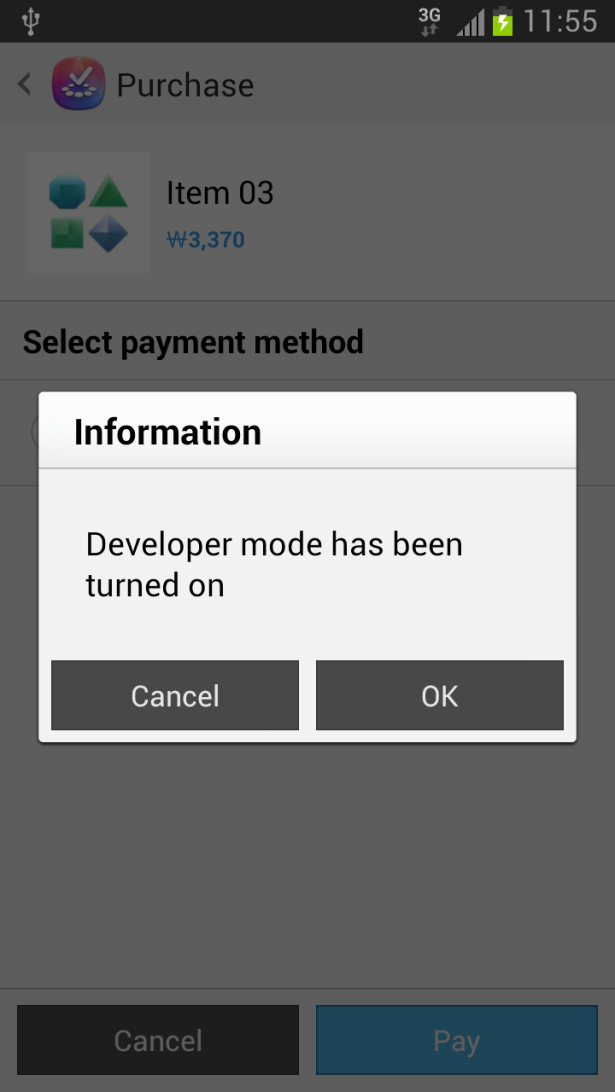 3G 11:55
Purchase
Item 03
₩3,370
Select payment method
Information
Developer mode has been
turned on
Cancel OK
Cancel Pay